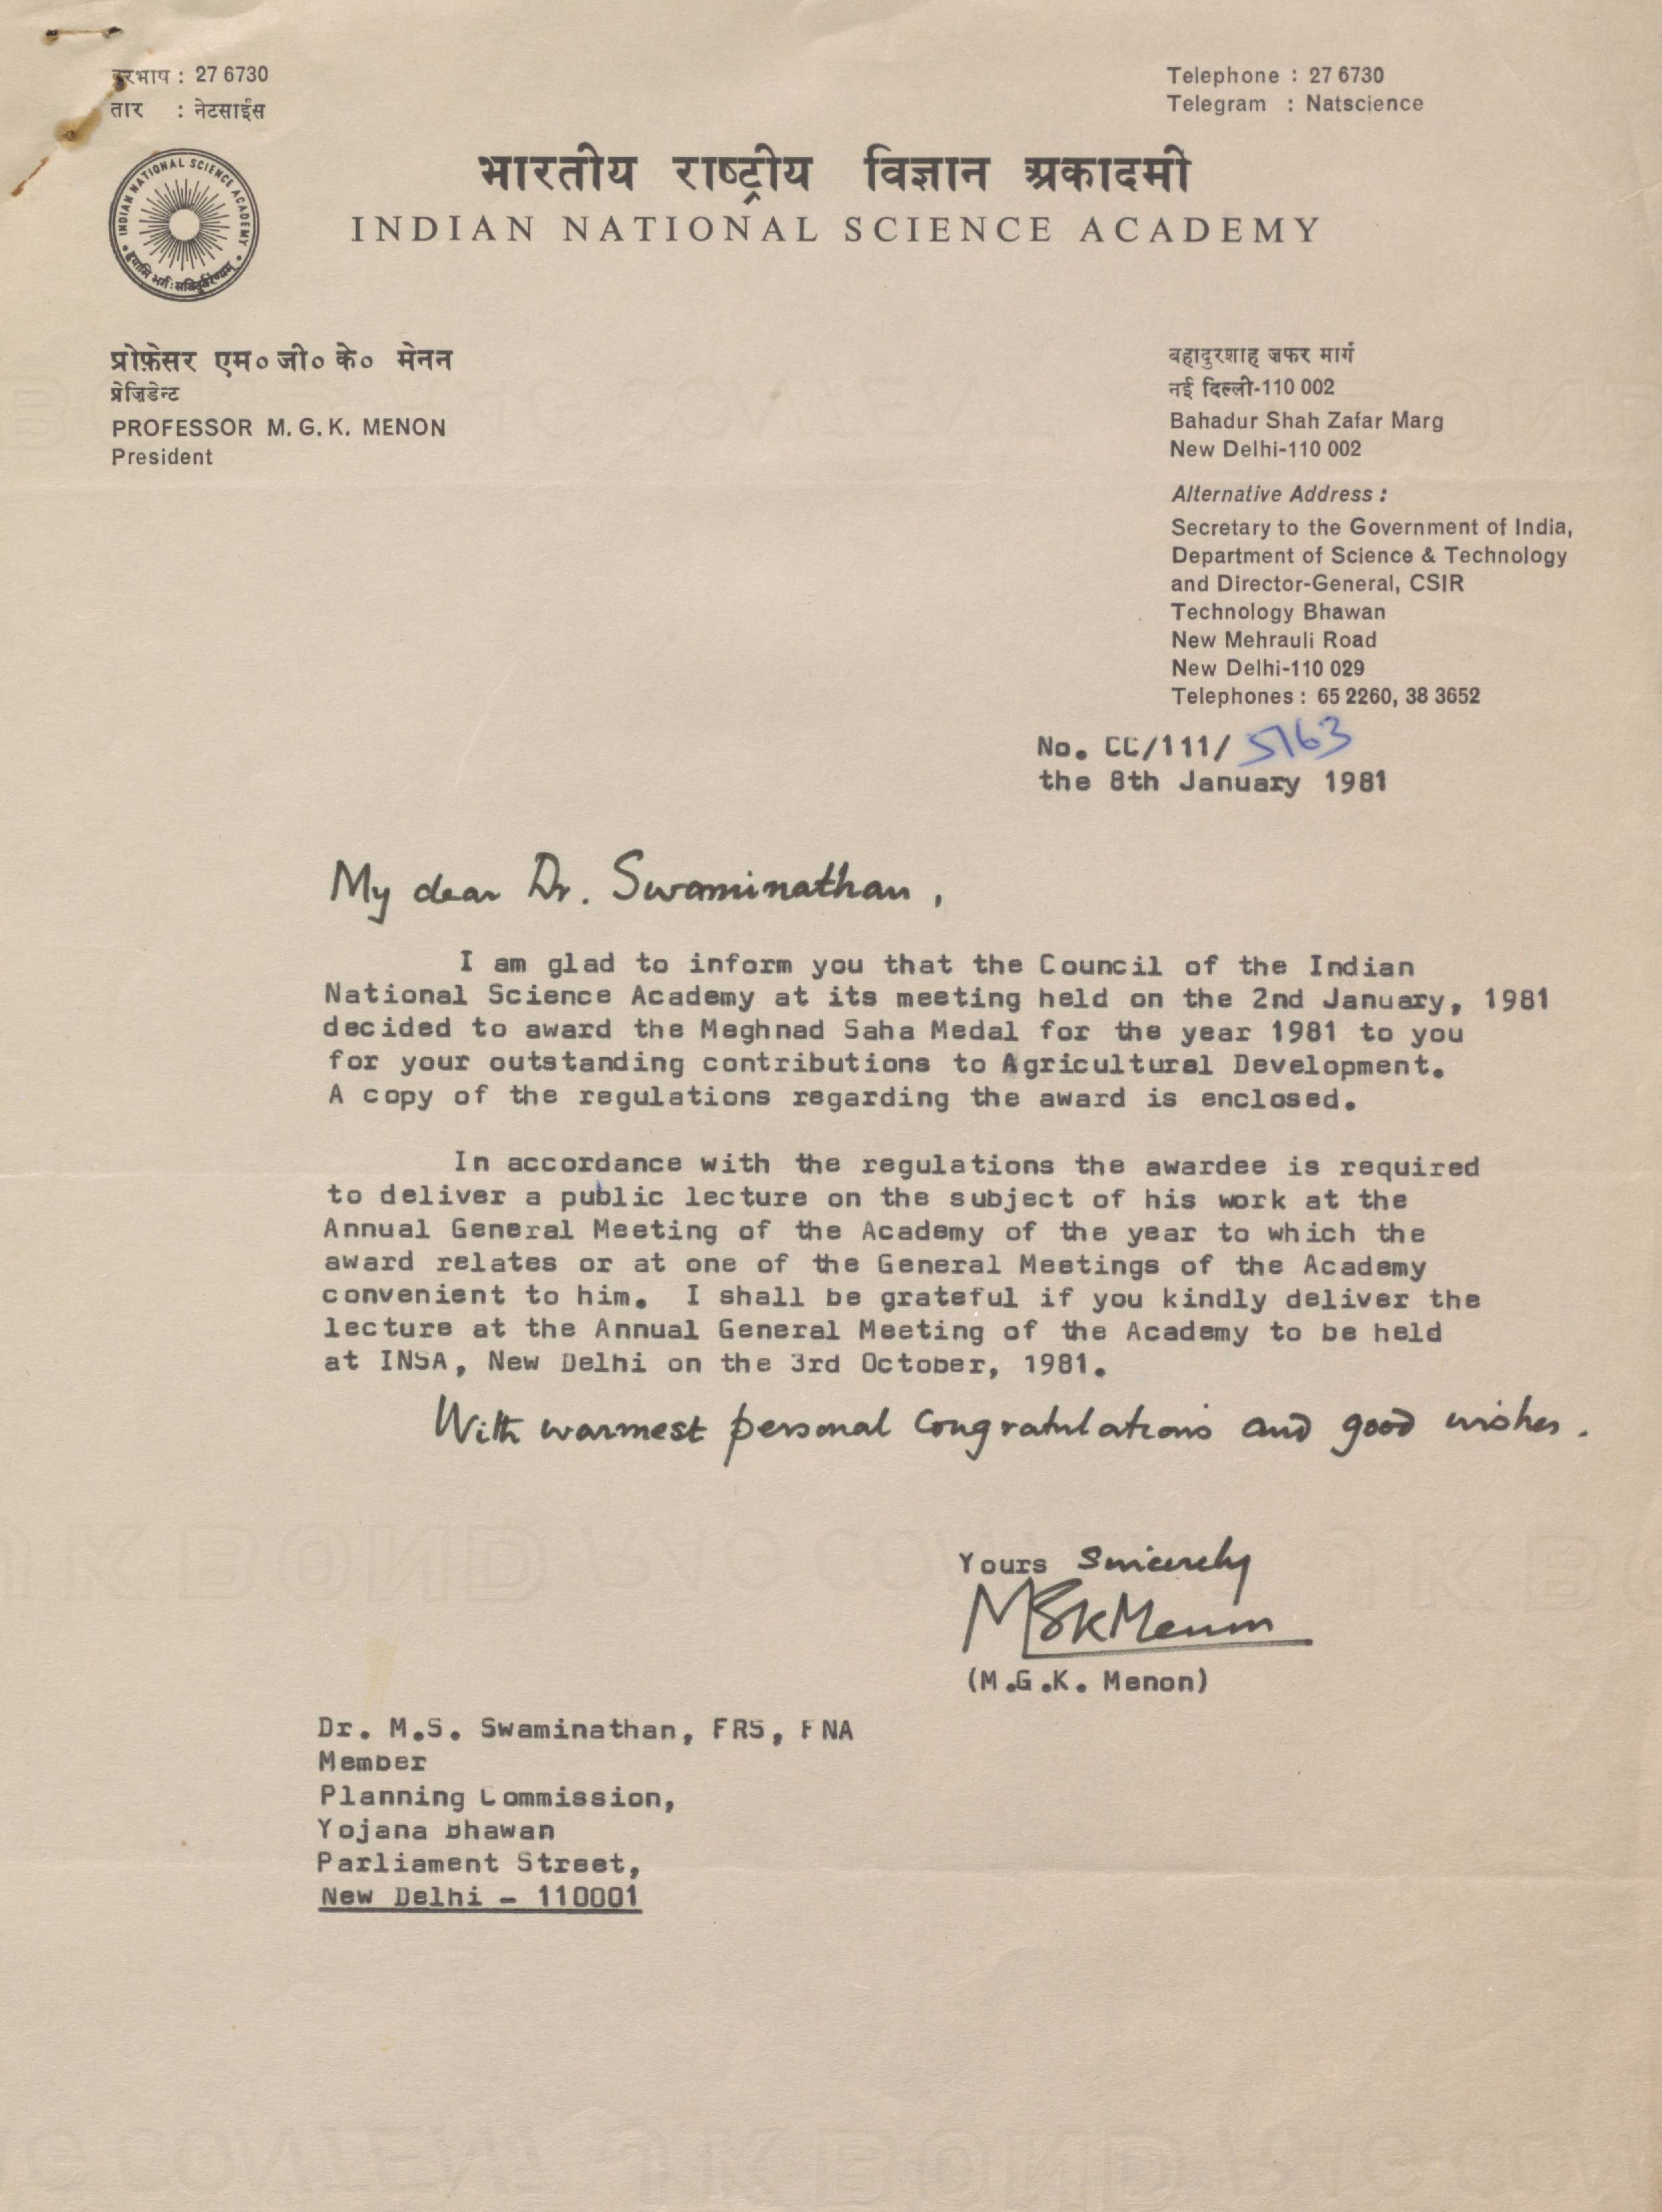 दूरभाष : 27 6730
तार : नेटसाईंस
Telephone : 27 6730
Telegram : Natscience
INDIAN NATIONAL SCIENCE ACADEMY
भारतीय राष्ट्रीय विज्ञान अकादमी
INDIAN NATIONAL SCIENCE ACADEMY
प्रोफ़ेसर एम० जी० के० मेनन
प्रेज़िडेन्ट
PROFESSOR M. G. K. MENON
President
बहादुरशाह ज़फर मार्ग
नई दिल्ली-110 002
Bahadur Shah Zafar Marg
New Delhi-110 002
Alternative Address :
Secretary to the Government of India,
Department of Science & Technology
and Director-General, CSIR
Technology Bhawan
New Mehrauli Road
New Delhi-110 029
Telephones : 65 2260, 38 3652
No. CC/111/ 5163
the 8th January 1981
My dear Dr. Swaminathan,
I am glad to inform you that the Council of the Indian
National Science Academy at its meeting held on the 2nd January, 1981
decided to award the Meghnad Saha Medal for the year 1981 to you
for your outstanding contributions to Agricultural Development.
A copy of the regulations regarding the award is enclosed.
In accordance with the regulations the awardee is required
to deliver a public lecture on the subject of his work at the
Annual General Meeting of the Academy of the year to which the
award relates or at one of the General Meetings of the Academy
convenient to him. I shall be grateful if you kindly deliver the
lecture at the Annual General Meeting of the Academy to be held
at INSA, New Delhi on the 3rd October, 1981.
With warmest personal Congratulations and good wishes.
Yours Sincerely
MGKMenon
(M.G.K. Menon)
Dr. M.S. Swaminathan, FRS, FNA
Member
Planning Commission,
Yojana Bhawan
Parliament Street,
New Delhi - 110001